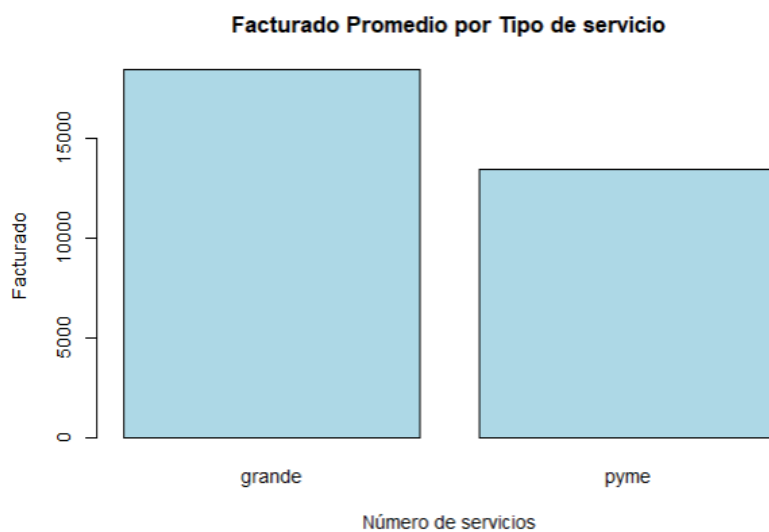 Facturado Promedio por Tipo de servicio
Facturado
15000
10000
5000
0
grande pyme
Número de servicios